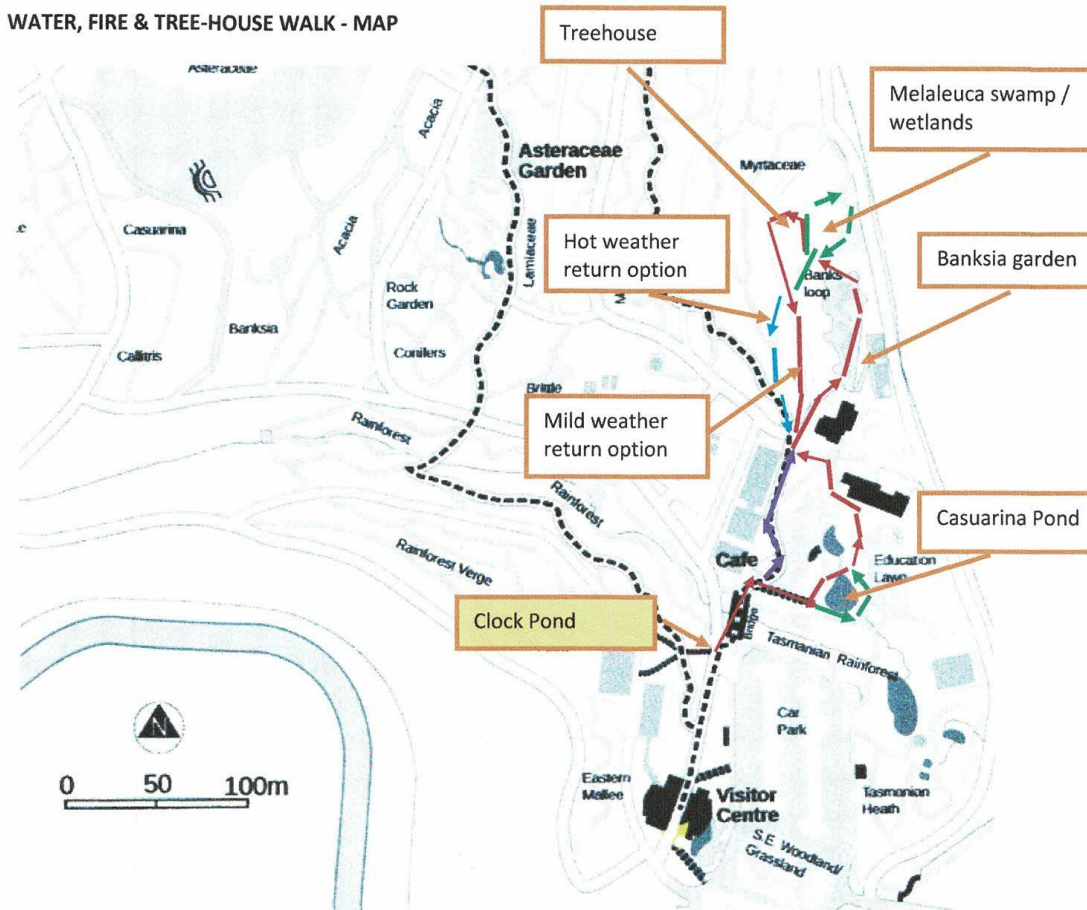 WATER, FIRE & TREE-HOUSE WALK - MAP
Treehouse
Melaleuca swamp /
wetlands
Asteraceae
Acacia
Asteraceae
Garden
Myrtaceae
Casuarina
Acacia
Lamiaceae
Hot weather
return option
Banks
loop
Banksia garden
Rock
Garden
Banksia
Callitris
Conifers
Brittle
Mild weather
return option
Rainforest
Rainforest
Casuarina Pond
Rainforest Verge
Cafe
Education
Lawn
Clock Pond
Bridge
Tasmanian Rainforest
N
Car
Park
0 50 100m
Eastern
Mallee
Visitor
Centre
Tasmanian
Heath
S.E. Woodland/
Grassland